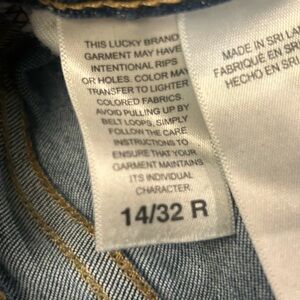 THIS LUCKY BRAND
GARMENT MAY HAVE
INTENTIONAL RIPS
OR HOLES. COLOR MAY
TRANSFER TO LIGHTER
COLORED FABRICS.
AVOID PULLING UP BY
BELT LOOPS. SIMPLY
FOLLOW THE CARE
INSTRUCTIONS TO
ENSURE THAT YOUR
GARMENT MAINTAINS
ITS INDIVIDUAL
CHARACTER.
14/32 R
MADE IN SRI LA
FABRIQUÉ EN SR
HECHO EN SRI